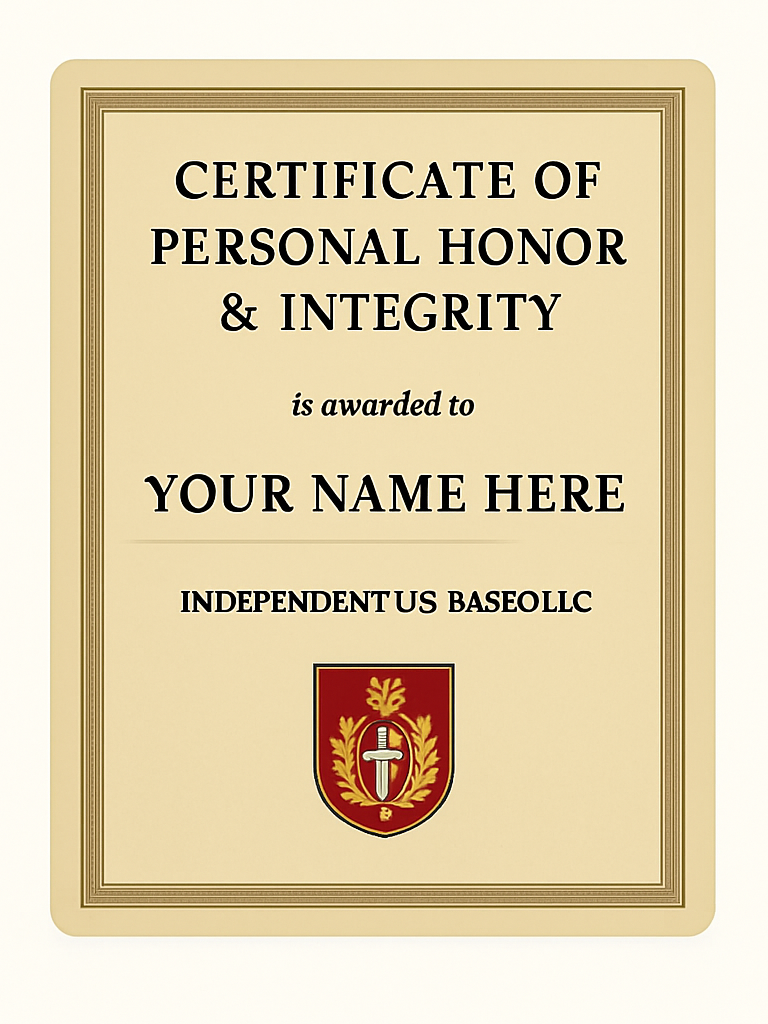 CERTIFICATE OF
PERSONAL HONOR
& INTEGRITY
is awarded to
YOUR NAME HERE
INDEPENDENT US BASEOLLC